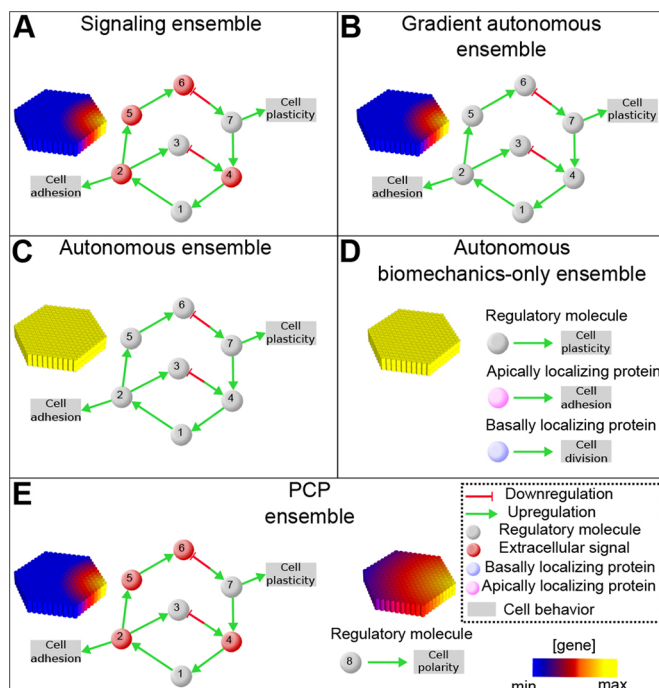 A
Signaling ensemble
6
5
7
Cell
plasticity
3
2
4
Cell
adhesion
1
B
Gradient autonomous
ensemble
6
5
7
Cell
plasticity
3
2
4
Cell
adhesion
1
C
Autonomous ensemble
6
5
7
Cell
plasticity
3
2
4
Cell
adhesion
1
D
Autonomous
biomechanics-only ensemble
Regulatory molecule
Cell
plasticity
Apically localizing protein
Cell
adhesion
Basally localizing protein
Cell
division
E
PCP
ensemble
6
5
7
Cell
plasticity
3
2
4
Cell
adhesion
1
Regulatory molecule
8
Cell
polarity
Downregulation
Upregulation
Regulatory molecule
Extracellular signal
Basally localizing protein
Apically localizing protein
Cell behavior
[gene]
min
max